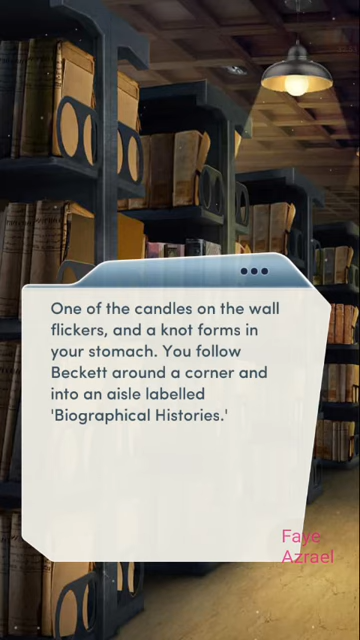 One of the candles on the wall
flickers, and a knot forms in
your stomach. You follow
Beckett around a corner and
into an aisle labelled
'Biographical Histories.'
Faye
Azrael